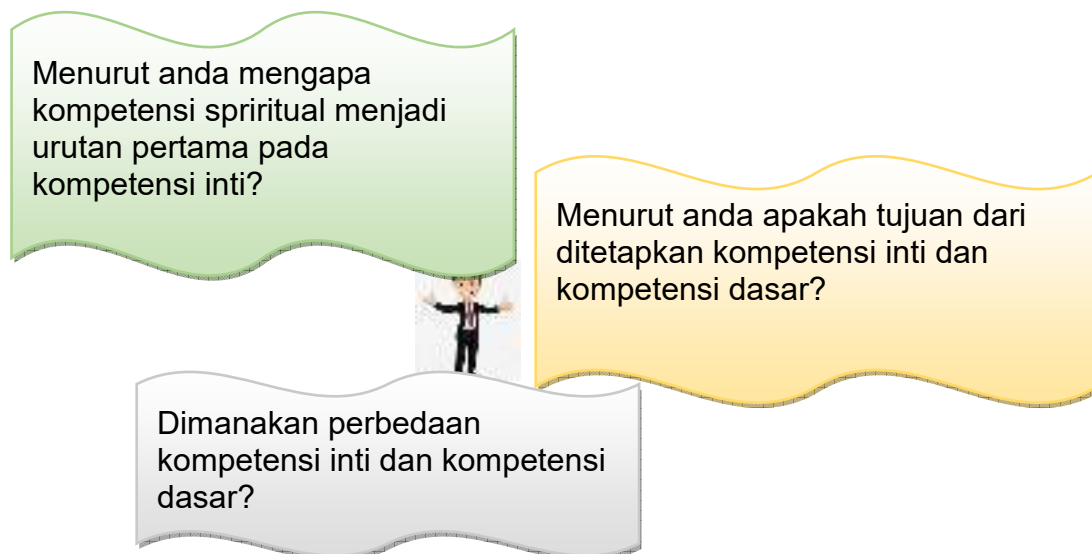 Menurut anda mengapa
kompetensi spriritual menjadi
urutan pertama pada
kompetensi inti?
Menurut anda apakah tujuan dari
ditetapkan kompetensi inti dan
kompetensi dasar?
Dimanakan perbedaan
kompetensi inti dan kompetensi
dasar?